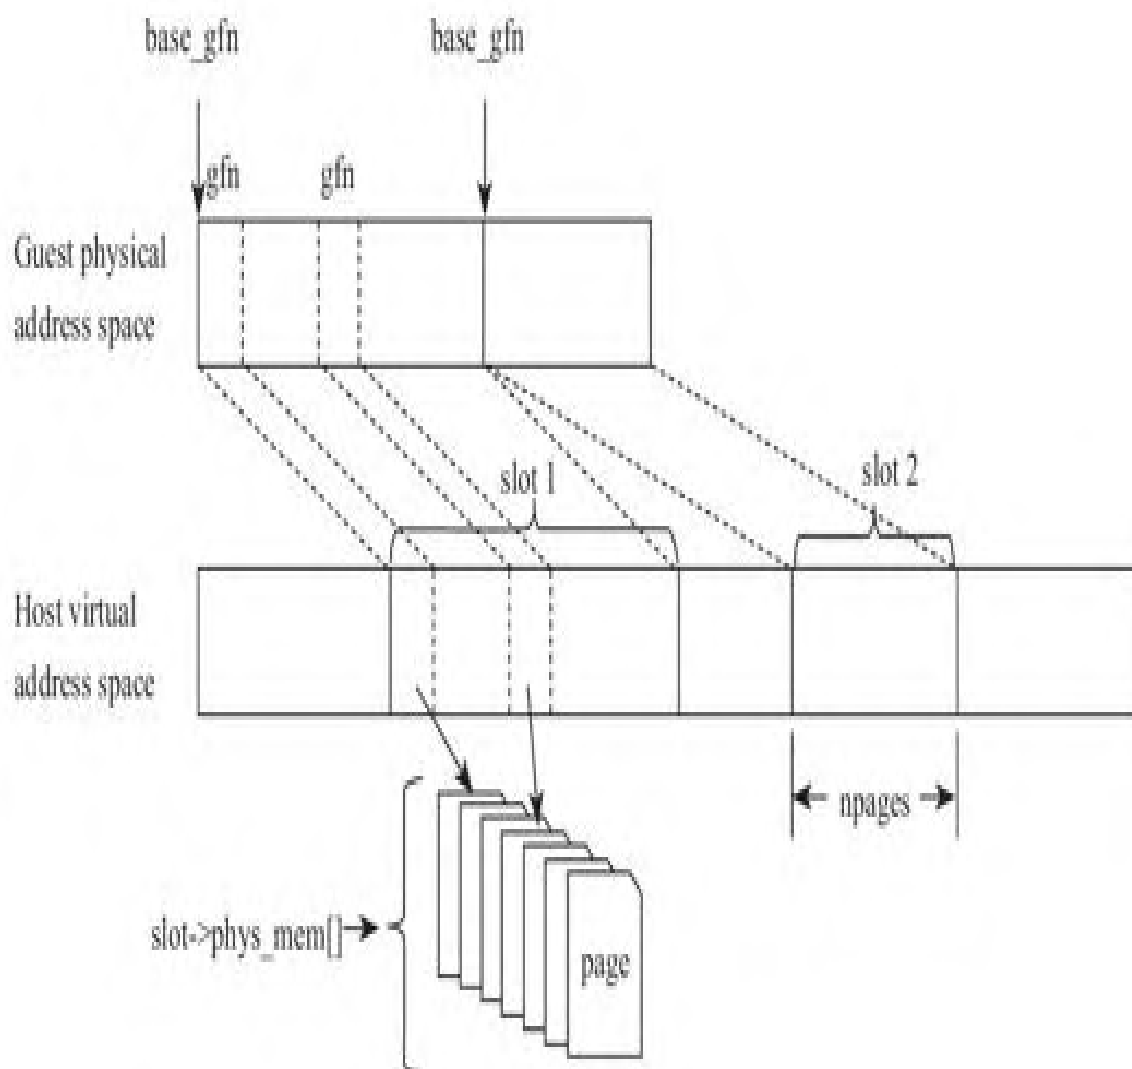 base_gfn
base_gfn
gfn
gfn
Guest physical
address space
slot 1
slot 2
Host virtual
address space
npages
slot->phys_mem[]
page